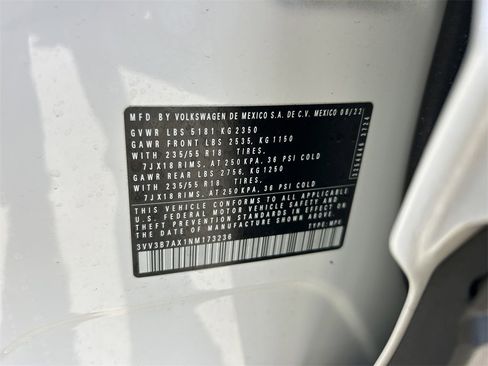 MFD BY VOLKSWAGEN DE MEXICO S.A. DE C.V. MEXICO 08/22
GVWR LBS 5181 KG 2350
GAWR FRONT LBS 2535, KG 1150
WITH 235/55 R18 TIRES.
7JX18 RIMS, AT 250 KPA, 36 PSI COLD
GAWR REAR LBS 2756, KG 1250
WITH 235/55 R18 TIRES.
7JX18 RIMS, AT 250 KPA, 36 PSI COLD
THIS VEHICLE CONFORMS TO ALL APPLICABLE
U.S. FEDERAL MOTOR VEHICLE SAFETY AND
THEFT PREVENTION STANDARDS IN EFFECT ON
THE DATE OF MANUFACTURE SHOWN ABOVE.
3VV3B7AX1NM173236 TYPE: MPV